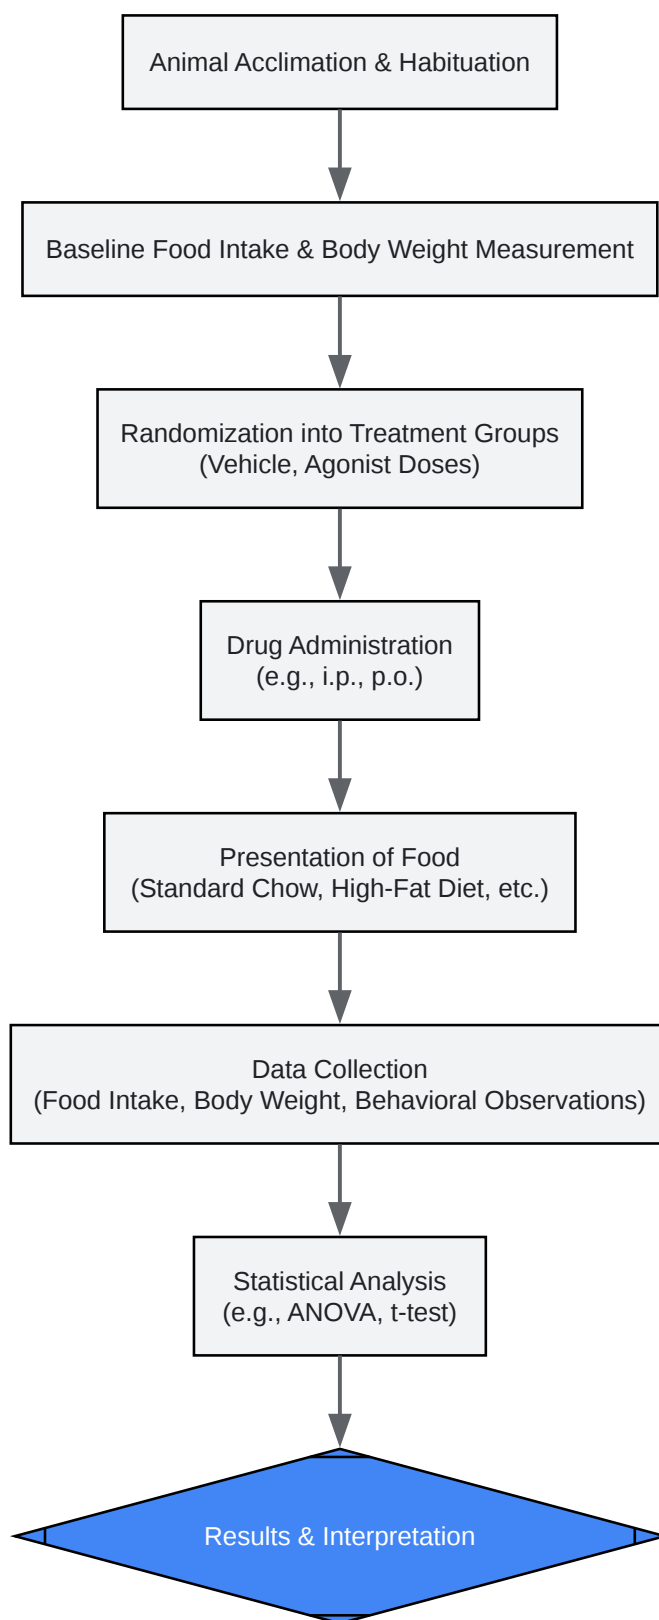 Animal Acclimation & Habituation
Baseline Food Intake & Body Weight Measurement
Randomization into Treatment Groups
(Vehicle, Agonist Doses)
Drug Administration
(e.g., i.p., p.o.)
Presentation of Food
(Standard Chow, High-Fat Diet, etc.)
Data Collection
(Food Intake, Body Weight, Behavioral Observations)
Statistical Analysis
(e.g., ANOVA, t-test)
Results & Interpretation